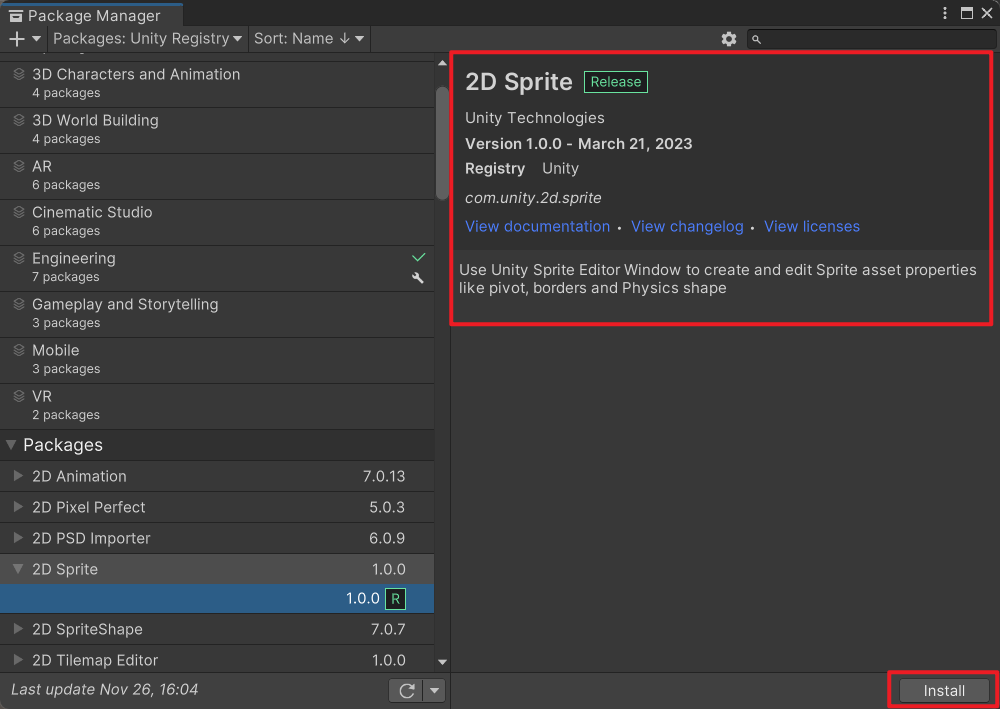 Package Manager
Packages: Unity Registry Sort: Name ↓
3D Characters and Animation
4 packages
3D World Building
4 packages
AR
6 packages
Cinematic Studio
6 packages
Engineering
7 packages
Gameplay and Storytelling
3 packages
Mobile
3 packages
VR
2 packages
Packages
2D Animation 7.0.13
2D Pixel Perfect 5.0.3
2D PSD Importer 6.0.9
2D Sprite 1.0.0
1.0.0 R
2D SpriteShape 7.0.7
2D Tilemap Editor 1.0.0
Last update Nov 26, 16:04
2D Sprite Release
Unity Technologies
Version 1.0.0 - March 21, 2023
Registry Unity
com.unity.2d.sprite
View documentation • View changelog • View licenses
Use Unity Sprite Editor Window to create and edit Sprite asset properties
like pivot, borders and Physics shape
Install